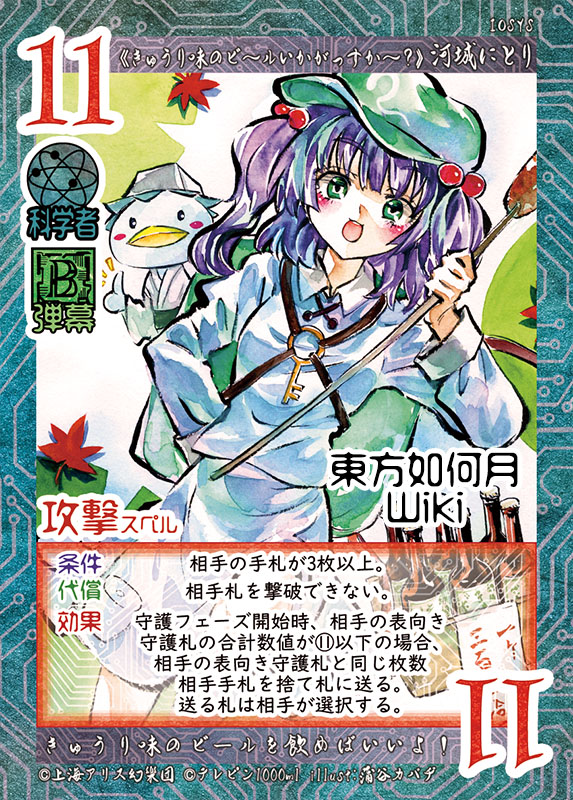 IOSYS
11
《きゅうり味のビ〜ルいかがっすか〜?》河城にとり
科学者
B
弾幕
東方如何月
Wiki
攻撃スペル
条件 相手の手札が3枚以上。
代償 相手札を撃破できない。
効果 守護フェーズ開始時、相手の表向き
守護札の合計数値が⑪以下の場合、
相手の表向き守護札と同じ枚数
相手手札を捨て札に送る。
送る札は相手が選択する。
11
きゅうり味のビールを飲めばいいよ!
©上海アリス幻樂団 ©テレピン1000ml illust:蒲谷カバヂ